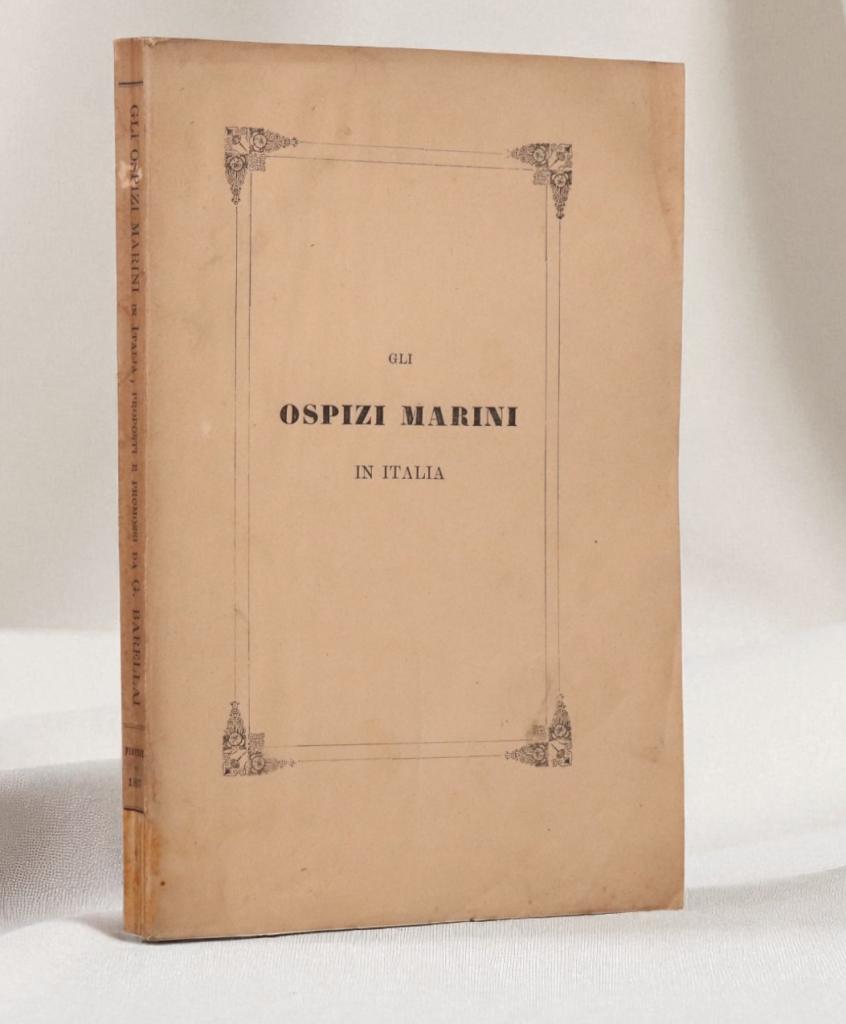 GLI
OSPIZI MARINI
IN ITALIA
GLI OSPIZI MARINI IN ITALIA, PROPOSTI E PROMOSSI DA G. BARELLAI